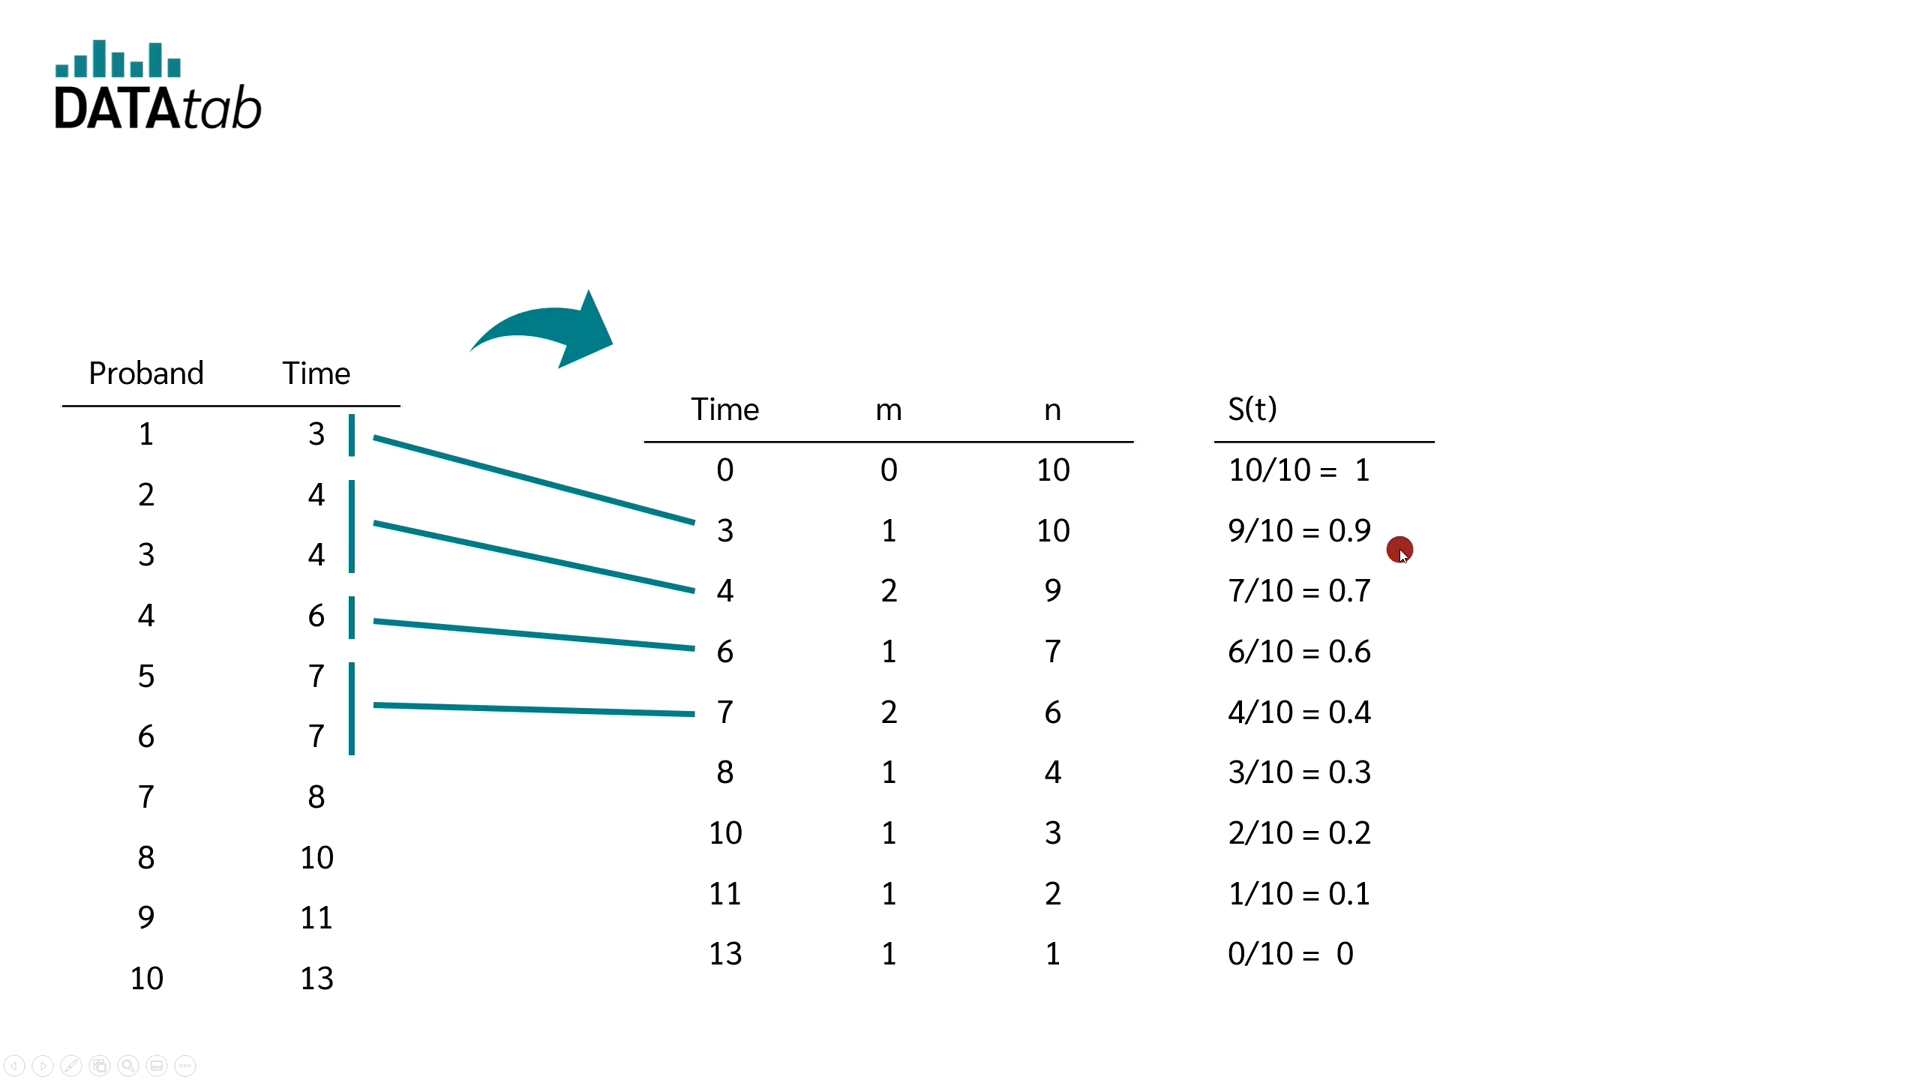 DATAtab
Proband Time
1 3
2 4
3 4
4 6
5 7
6 7
7 8
8 10
9 11
10 13
Time m n S(t)
0 0 10 10/10 = 1
3 1 10 9/10 = 0.9
4 2 9 7/10 = 0.7
6 1 7 6/10 = 0.6
7 2 6 4/10 = 0.4
8 1 4 3/10 = 0.3
10 1 3 2/10 = 0.2
11 1 2 1/10 = 0.1
13 1 1 0/10 = 0